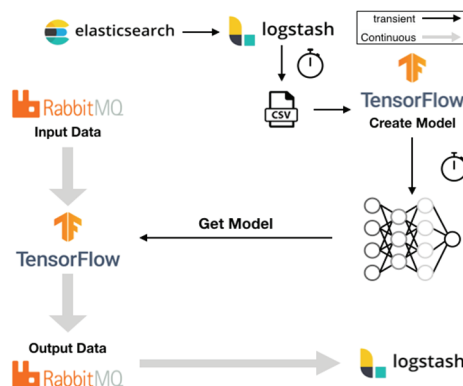 elasticsearch
logstash
transient
Continuous
CSV
TensorFlow
Create Model
RabbitMQ
Input Data
Get Model
TensorFlow
Output Data
RabbitMQ
logstash